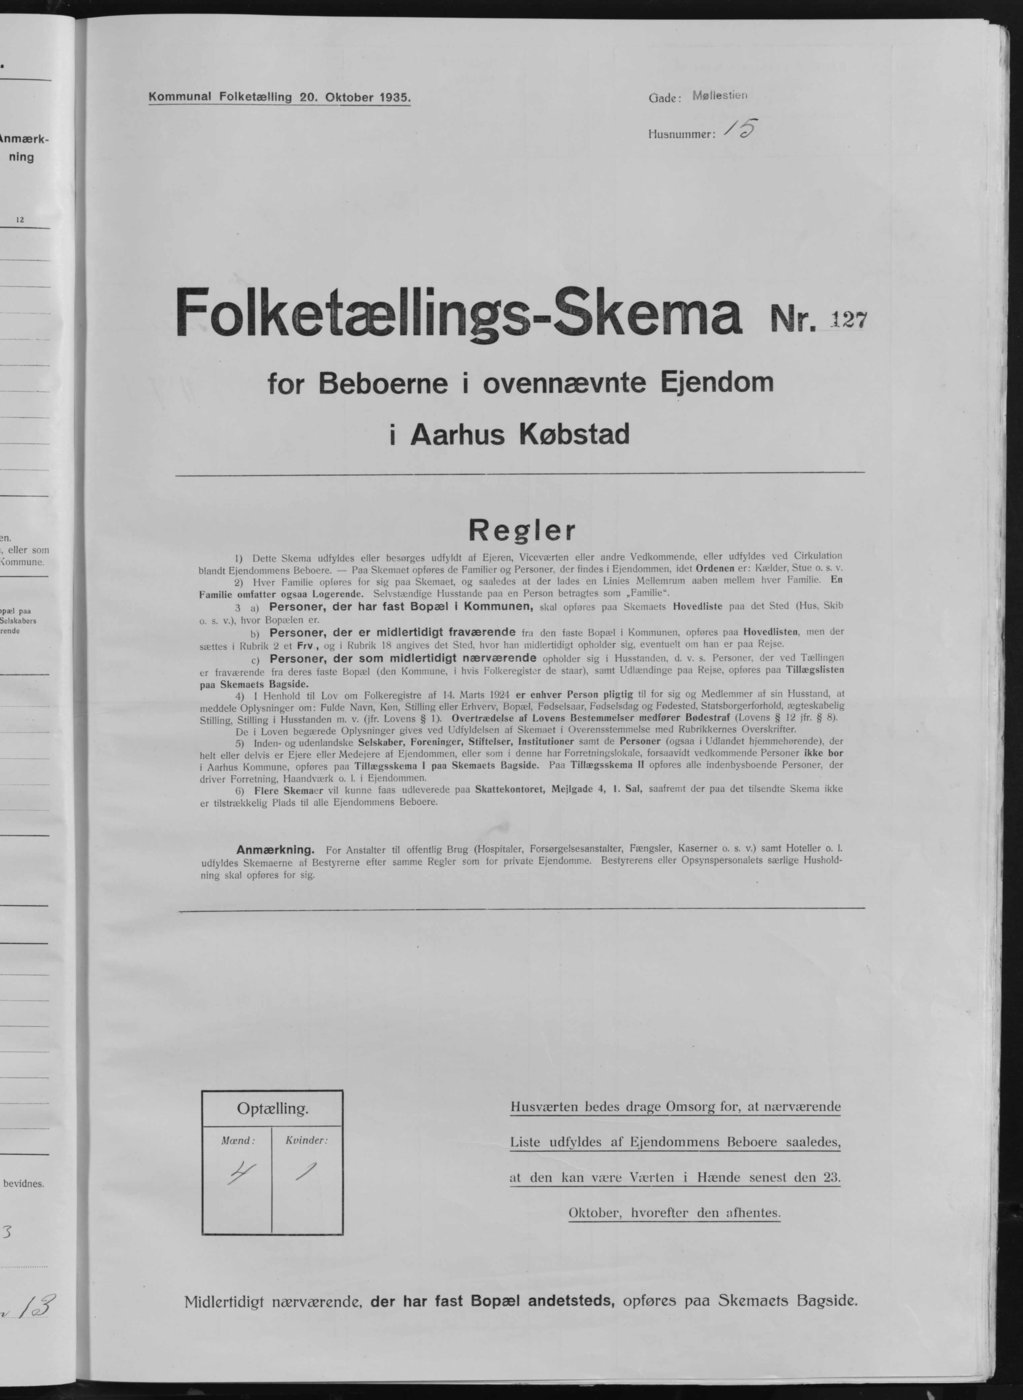 .
Anmærk-
ning
12
en.
, eller som
Kommune.
opæl paa
Selskabers
rende
bevidnes.
3
13
Kommunal Folketælling 20. Oktober 1935.
Gade: Møllestien
Husnummer: 15
Folketællings-Skema Nr. 127
for Beboerne i ovennævnte Ejendom
i Aarhus Købstad
Regler
1) Dette Skema udfyldes eller besørges udfyldt af Ejeren, Viceværten eller andre Vedkommende, eller udfyldes ved Cirkulation
blandt Ejendommens Beboere. — Paa Skemaet opføres de Familier og Personer, der findes i Ejendommen, idet Ordenen er: Kælder, Stue o. s. v.
2) Hver Familie opføres for sig paa Skemaet, og saaledes at der lades en Linies Mellemrum aaben mellem hver Familie. En
Familie omfatter ogsaa Logerende. Selvstændige Husstande paa en Person betragtes som „Familie“.
3 a) Personer, der har fast Bopæl i Kommunen, skal opføres paa Skemaets Hovedliste paa det Sted (Hus, Skib
o. s. v.), hvor Bopælen er.
b) Personer, der er midlertidigt fraværende fra den faste Bopæl i Kommunen, opføres paa Hovedlisten, men der
sættes i Rubrik 2 et Frv., og i Rubrik 18 angives det Sted, hvor han midlertidigt opholder sig, eventuelt om han er paa Rejse.
c) Personer, der som midlertidigt nærværende opholder sig i Husstanden, d. v. s. Personer, der ved Tællingen
er fraværende fra deres faste Bopæl (den Kommune, i hvis Folkeregister de staar), samt Udlændinge paa Rejse, opføres paa Tillægslisten
paa Skemaets Bagside.
4) I Henhold til Lov om Folkeregistre af 14. Marts 1924 er enhver Person pligtig til for sig og Medlemmer af sin Husstand, at
meddele Oplysninger om: Fulde Navn, Køn, Stilling eller Erhverv, Bopæl, Fødselsaar, Fødselsdag og Fødested, Statsborgerforhold, ægteskabelig
Stilling, Stilling i Husstanden m. v. (jfr. Lovens § 1). Overtrædelse af Lovens Bestemmelser medfører Bødestraf (Lovens § 12 jfr. § 8).
De i Loven begærede Oplysninger gives ved Udfyldelsen af Skemaet i Overensstemmelse med Rubrikkernes Overskrifter.
5) Inden- og udenlandske Selskaber, Foreninger, Stiftelser, Institutioner samt de Personer (ogsaa i Udlandet hjemmehørende), der
helt eller delvis er Ejere eller Medejere af Ejendommen, eller som i denne har Forretningslokale, forsaavidt vedkommende Personer ikke bor
i Aarhus Kommune, opføres paa Tillægsskema I paa Skemaets Bagside. Paa Tillægsskema II opføres alle indenbysboende Personer, der
driver Forretning, Haandværk o. l. i Ejendommen.
6) Flere Skemaer vil kunne faas udleverede paa Skattekontoret, Mejlgade 4, 1. Sal, saafremt der paa det tilsendte Skema ikke
er tilstrækkelig Plads til alle Ejendommens Beboere.
Anmærkning. For Anstalter til offentlig Brug (Hospitaler, Forsørgelsesanstalter, Fængsler, Kaserner o. s. v.) samt Hoteller o. l.
udfyldes Skemaerne af Bestyrerne efter samme Regler som for private Ejendomme. Bestyrerens eller Opsynspersonalets særlige Hushold-
ning skal opføres for sig.
Optælling.
Mænd: Kvinder:
4 1
Husværten bedes drage Omsorg for, at nærværende
Liste udfyldes af Ejendommens Beboere saaledes,
at den kan være Værten i Hænde senest den 23.
Oktober, hvorefter den afhentes.
Midlertidigt nærværende, der har fast Bopæl andetsteds, opføres paa Skemaets Bagside.